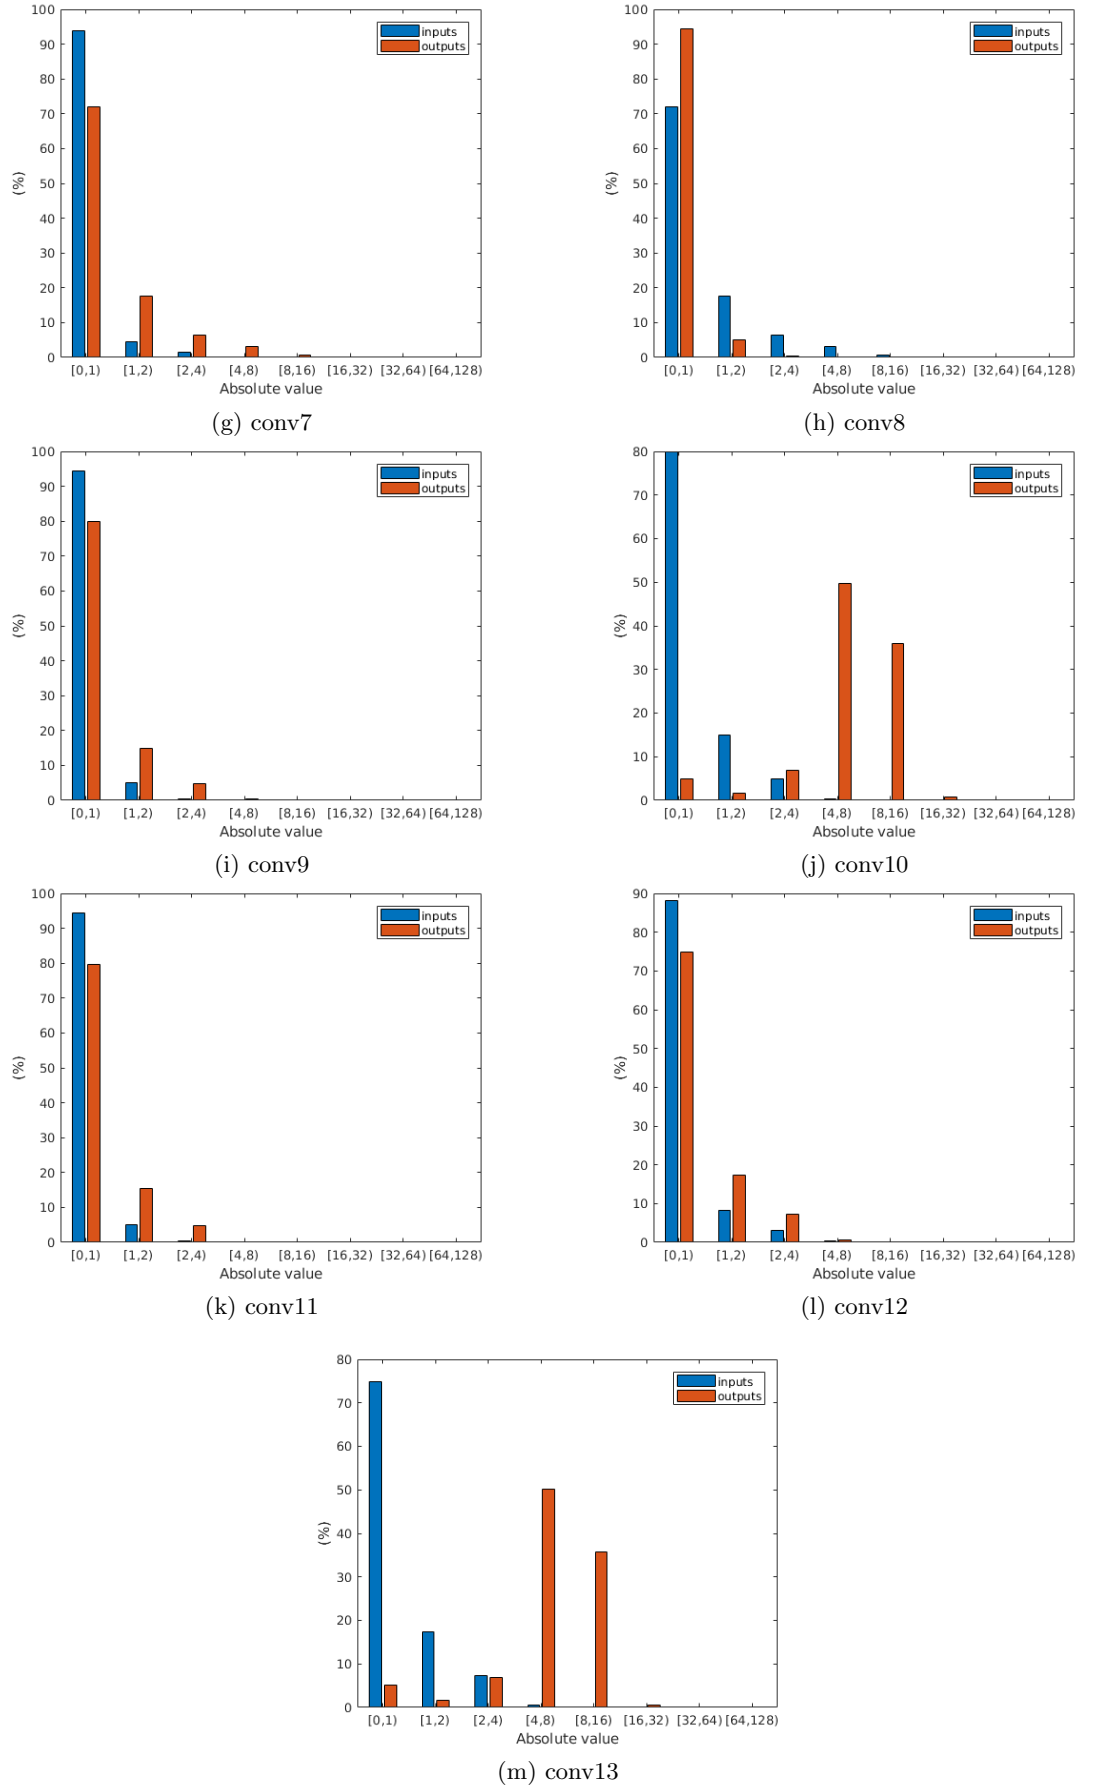 100
90
80
70
60
50
40
30
20
10
0
(%)
inputs
outputs
[0,1) [1,2) [2,4) [4,8) [8,16) [16,32) [32,64) [64,128)
Absolute value
(g) conv7
100
90
80
70
60
50
40
30
20
10
0
(%)
inputs
outputs
[0,1) [1,2) [2,4) [4,8) [8,16) [16,32) [32,64) [64,128)
Absolute value
(h) conv8
100
90
80
70
60
50
40
30
20
10
0
(%)
inputs
outputs
[0,1) [1,2) [2,4) [4,8) [8,16) [16,32) [32,64) [64,128)
Absolute value
(i) conv9
80
70
60
50
40
30
20
10
0
(%)
inputs
outputs
[0,1) [1,2) [2,4) [4,8) [8,16) [16,32) [32,64) [64,128)
Absolute value
(j) conv10
100
90
80
70
60
50
40
30
20
10
0
(%)
inputs
outputs
[0,1) [1,2) [2,4) [4,8) [8,16) [16,32) [32,64) [64,128)
Absolute value
(k) conv11
90
80
70
60
50
40
30
20
10
0
(%)
inputs
outputs
[0,1) [1,2) [2,4) [4,8) [8,16) [16,32) [32,64) [64,128)
Absolute value
(l) conv12
80
70
60
50
40
30
20
10
0
(%)
inputs
outputs
[0,1) [1,2) [2,4) [4,8) [8,16) [16,32) [32,64) [64,128)
Absolute value
(m) conv13